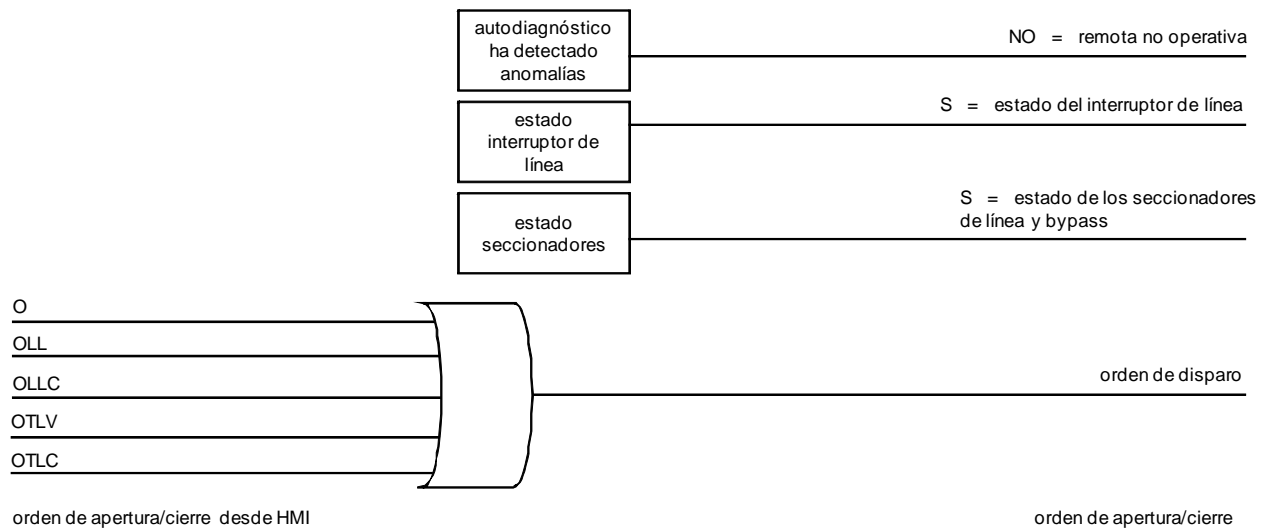 autodiagnóstico
ha detectado
anomalías
NO = remota no operativa
estado
interruptor de
línea
S = estado del interruptor de línea
estado
seccionadores
S = estado de los seccionadores
de línea y bypass
O
OLL
OLLC
OTLV
OTLC
orden de disparo
orden de apertura/cierre desde HMI
orden de apertura/cierre